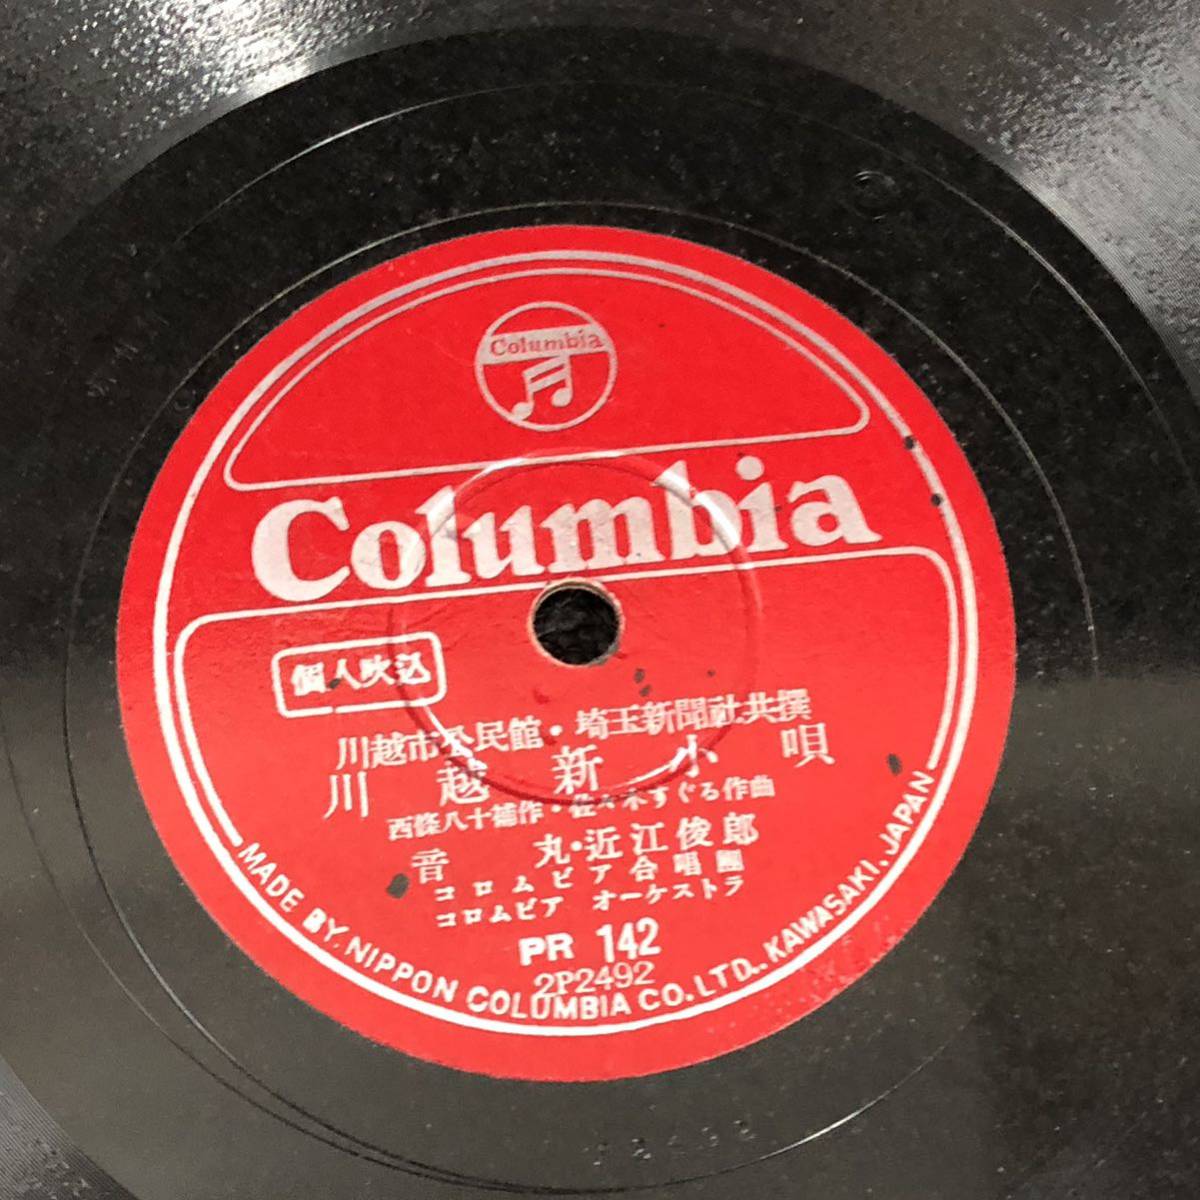 Columbia
Columbia
個人吹込
川越市公民館・埼玉新聞社共撰
川越新小唄
西條八十補作・佐々木すぐる作曲
音丸・近江俊郎
コロムビア合唱團
コロムビア オーケストラ
PR 142
2P2492
MADE BY NIPPON COLUMBIA CO. LTD., KAWASAKI, JAPAN